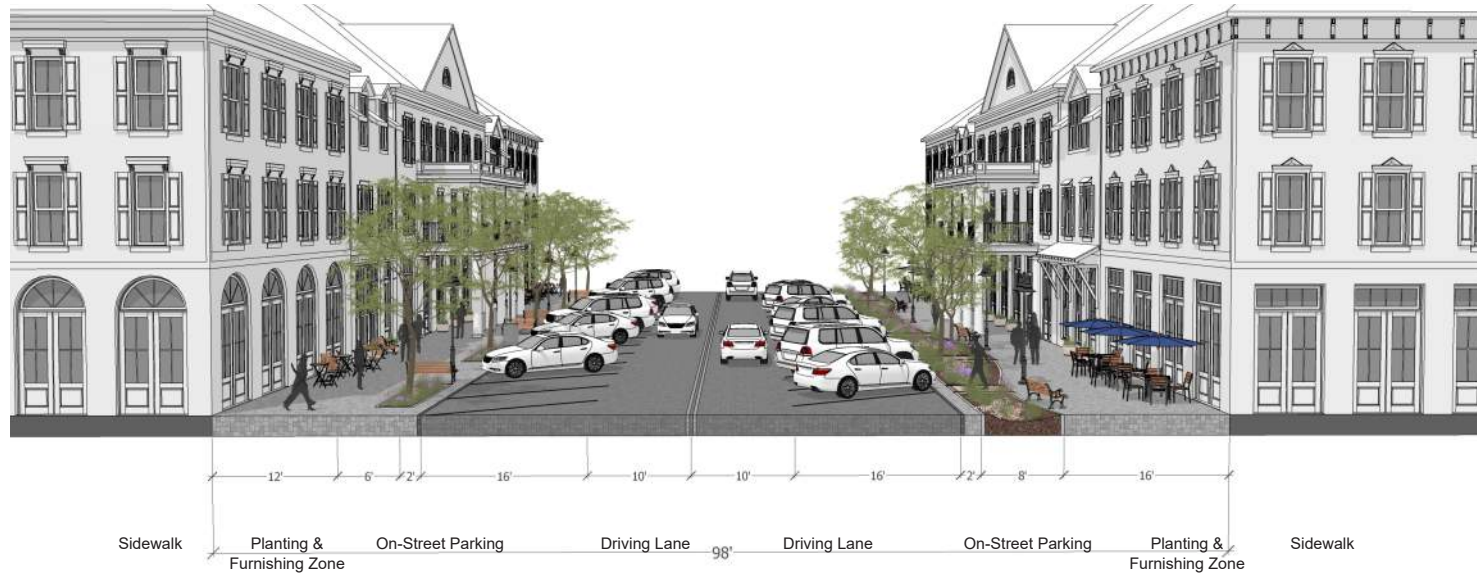 12' 6' 2' 16' 10' 10' 16' 2' 8' 16'
Sidewalk Planting & On-Street Parking Driving Lane 98' Driving Lane On-Street Parking Planting & Sidewalk
Furnishing Zone Furnishing Zone